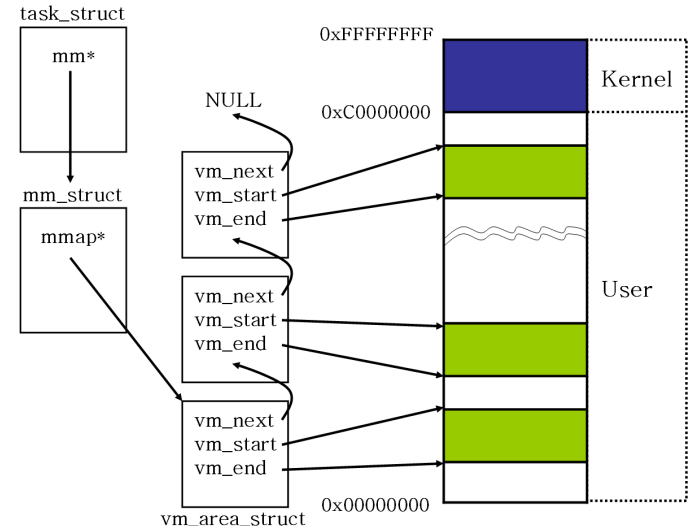 task_struct
mm*
mm_struct
mmap*
NULL
vm_next
vm_start
vm_end
vm_next
vm_start
vm_end
vm_next
vm_start
vm_end
vm_area_struct
0xFFFFFFFF
0xC0000000
0x00000000
Kernel
User